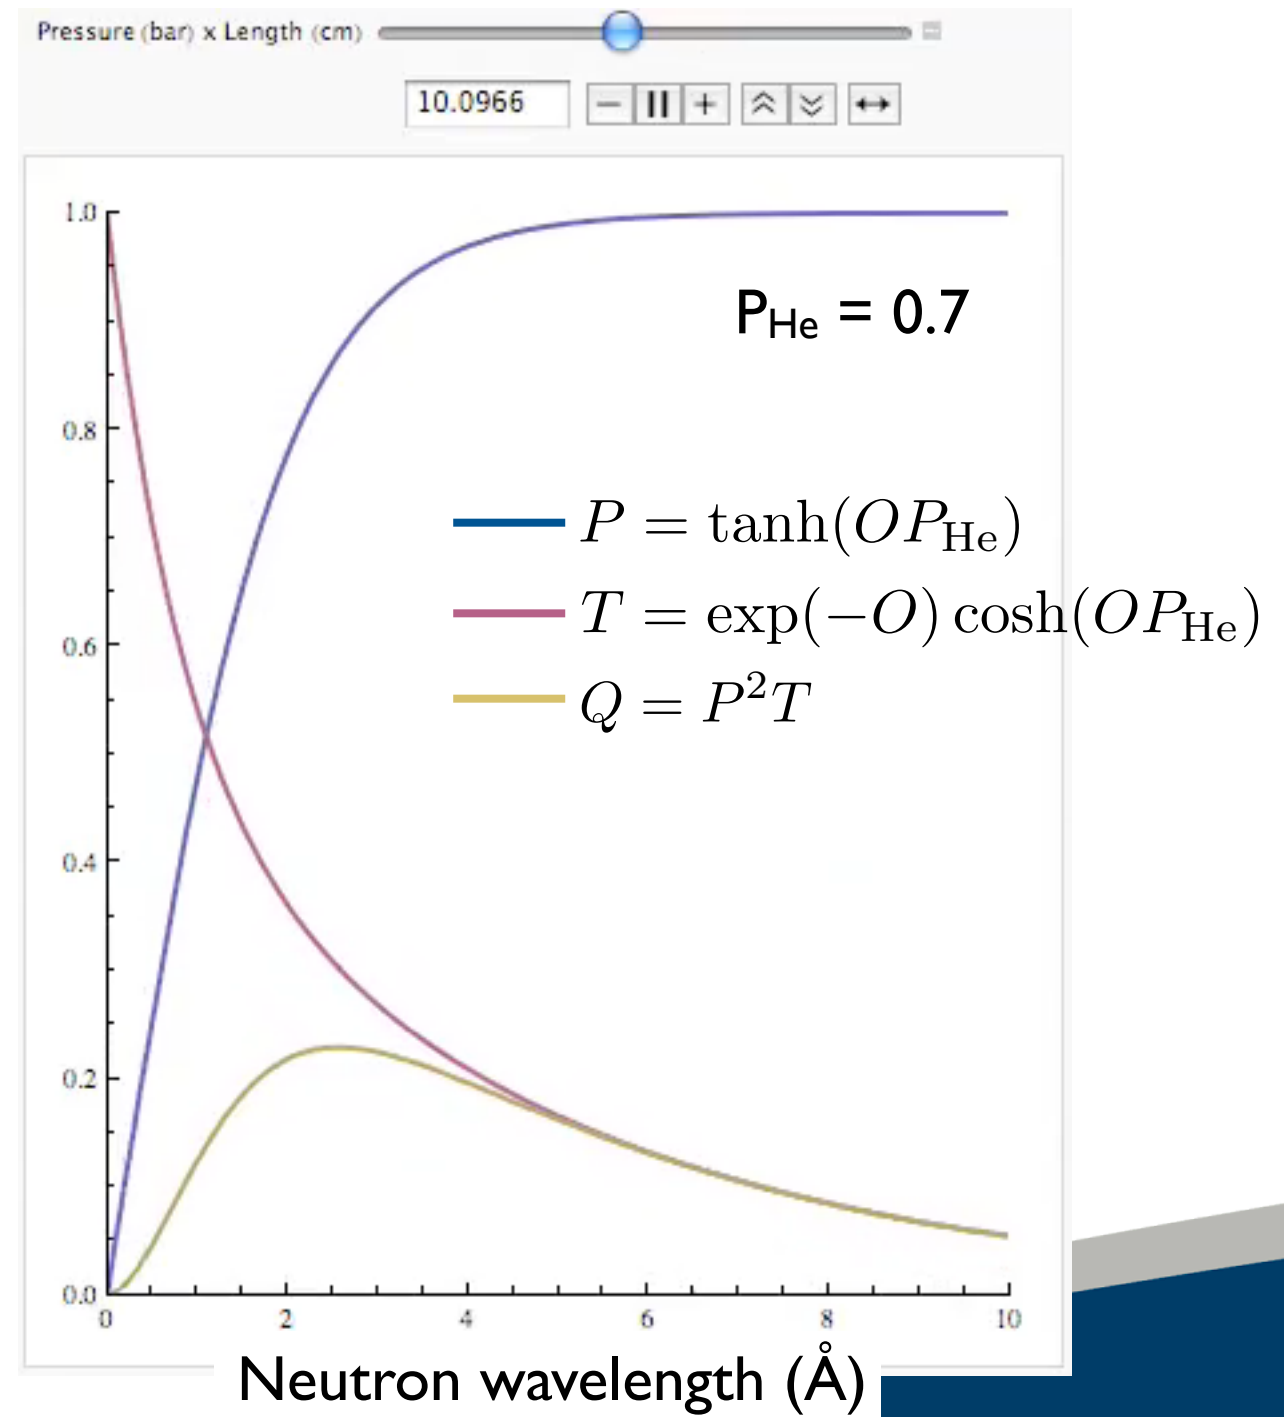 Pressure (bar) x Length (cm)
10.0966
1.0
P_He = 0.7
0.8
P = tanh(OP_He)
T = exp(−O) cosh(OP_He)
0.6
Q = P²T
0.4
0.2
0.0
0 2 4 6 8 10
Neutron wavelength (Å)